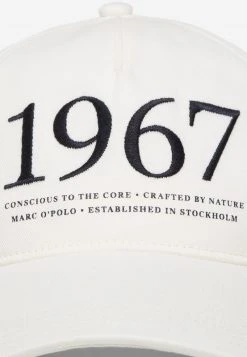 1967
CONSCIOUS TO THE CORE • CRAFTED BY NATURE
MARC O'POLO • ESTABLISHED IN STOCKHOLM